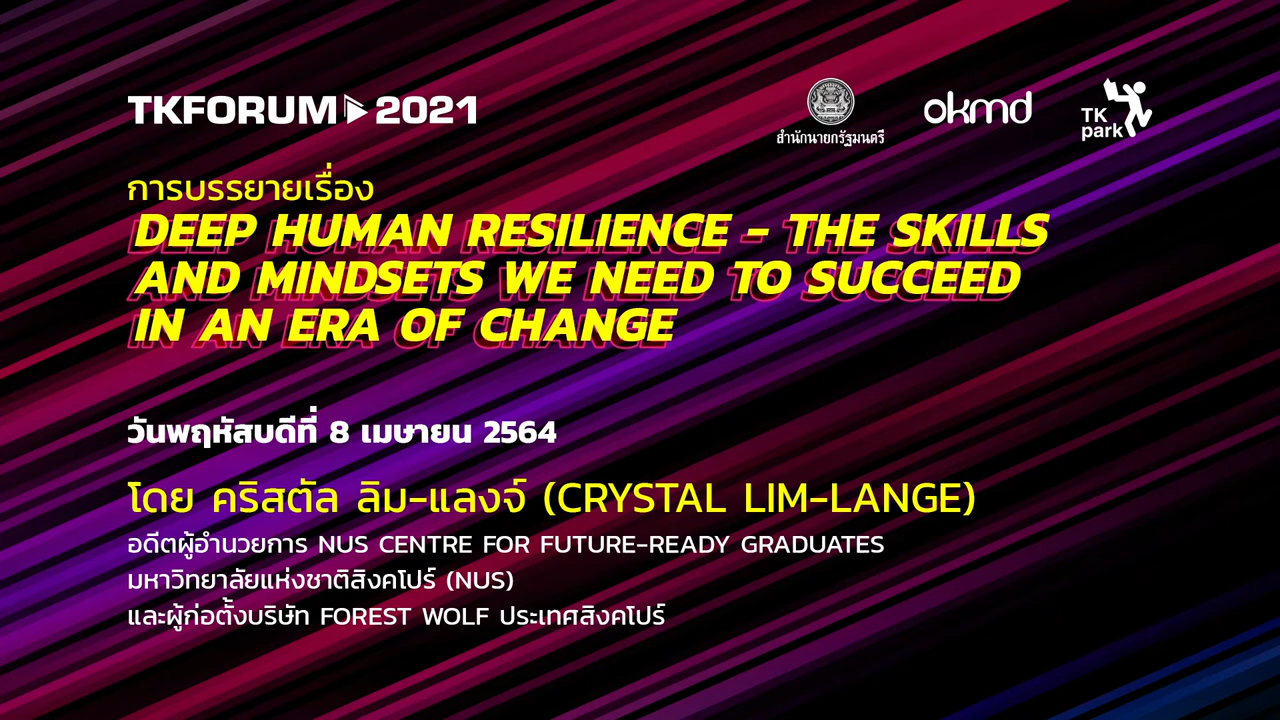 TKFORUM 2021
สำนักนายกรัฐมนตรี
okmd
TK
park
การบรรยายเรื่อง
DEEP HUMAN RESILIENCE – THE SKILLS
AND MINDSETS WE NEED TO SUCCEED
IN AN ERA OF CHANGE
วันพฤหัสบดีที่ 8 เมษายน 2564
โดย คริสตัล ลิม-แลงจ์ (CRYSTAL LIM-LANGE)
อดีตผู้อำนวยการ NUS CENTRE FOR FUTURE-READY GRADUATES
มหาวิทยาลัยแห่งชาติสิงคโปร์ (NUS)
และผู้ก่อตั้งบริษัท FOREST WOLF ประเทศสิงคโปร์